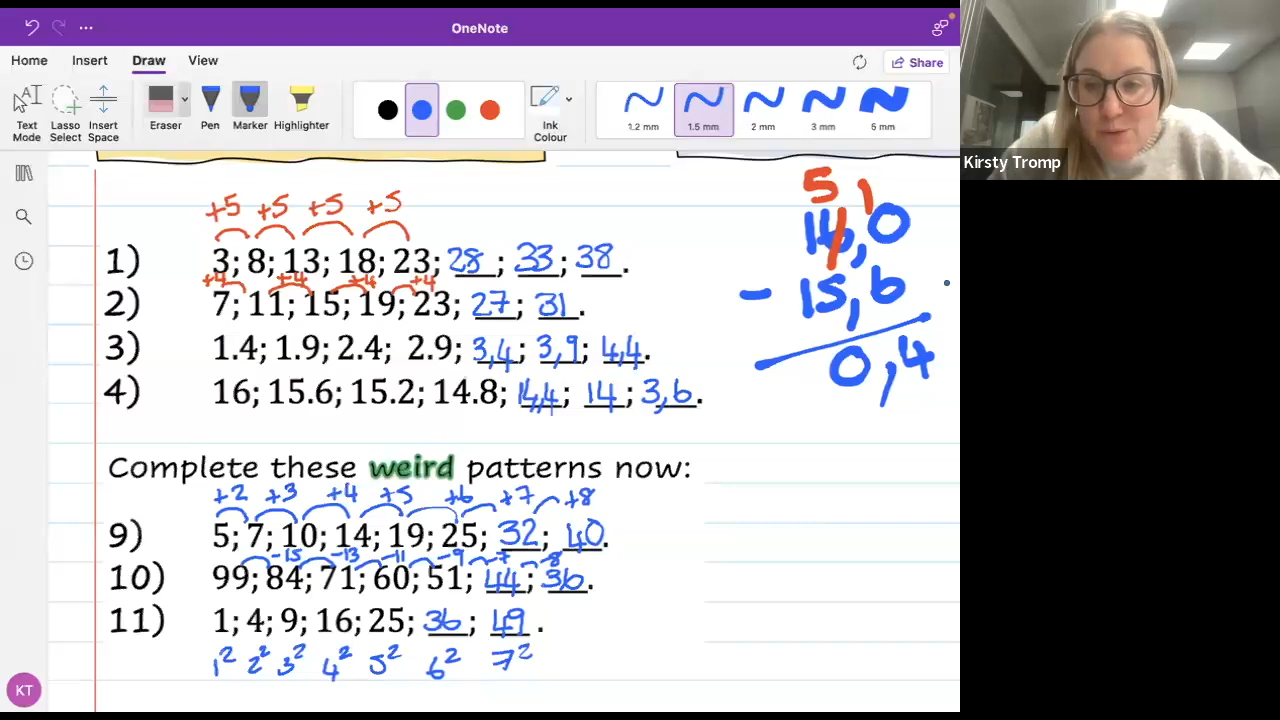 OneNote
Home Insert Draw View
Share
Text Mode
Lasso Select
Insert Space
Eraser
Pen
Marker
Highlighter
Ink Colour
1.2 mm
1.5 mm
2 mm
3 mm
5 mm
Kirsty Tromp
+5 +5 +5 +5
1) 3; 8; 13; 18; 23; 28; 33; 38.
+4 +4 +4 +4
2) 7; 11; 15; 19; 23; 27; 31.
3) 1.4; 1.9; 2.4; 2.9; 3,4; 3,9; 4,4.
4) 16; 15.6; 15.2; 14.8; 14,4; 14; 3,6.
5 1
16,0
- 15,6
0,4
Complete these weird patterns now:
+2 +3 +4 +5 +6 +7 +8
9) 5; 7; 10; 14; 19; 25; 32; 40.
-15 -13 -11 -9 -7 -8
10) 99; 84; 71; 60; 51; 44; 36.
11) 1; 4; 9; 16; 25; 36; 49.
1² 2² 3² 4² 5² 6² 7²
KT